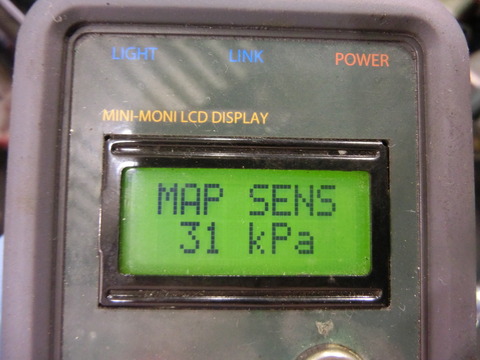 LIGHT LINK POWER
MINI-MONI LCD DISPLAY
MAP SENS
31 kPa